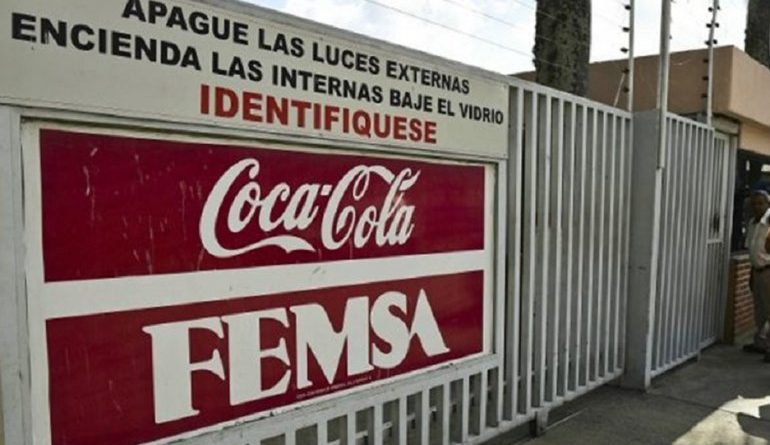 APAGUE LAS LUCES EXTERNAS
ENCIENDA LAS INTERNAS BAJE EL VIDRIO
IDENTIFIQUESE
Coca-Cola
FEMSA